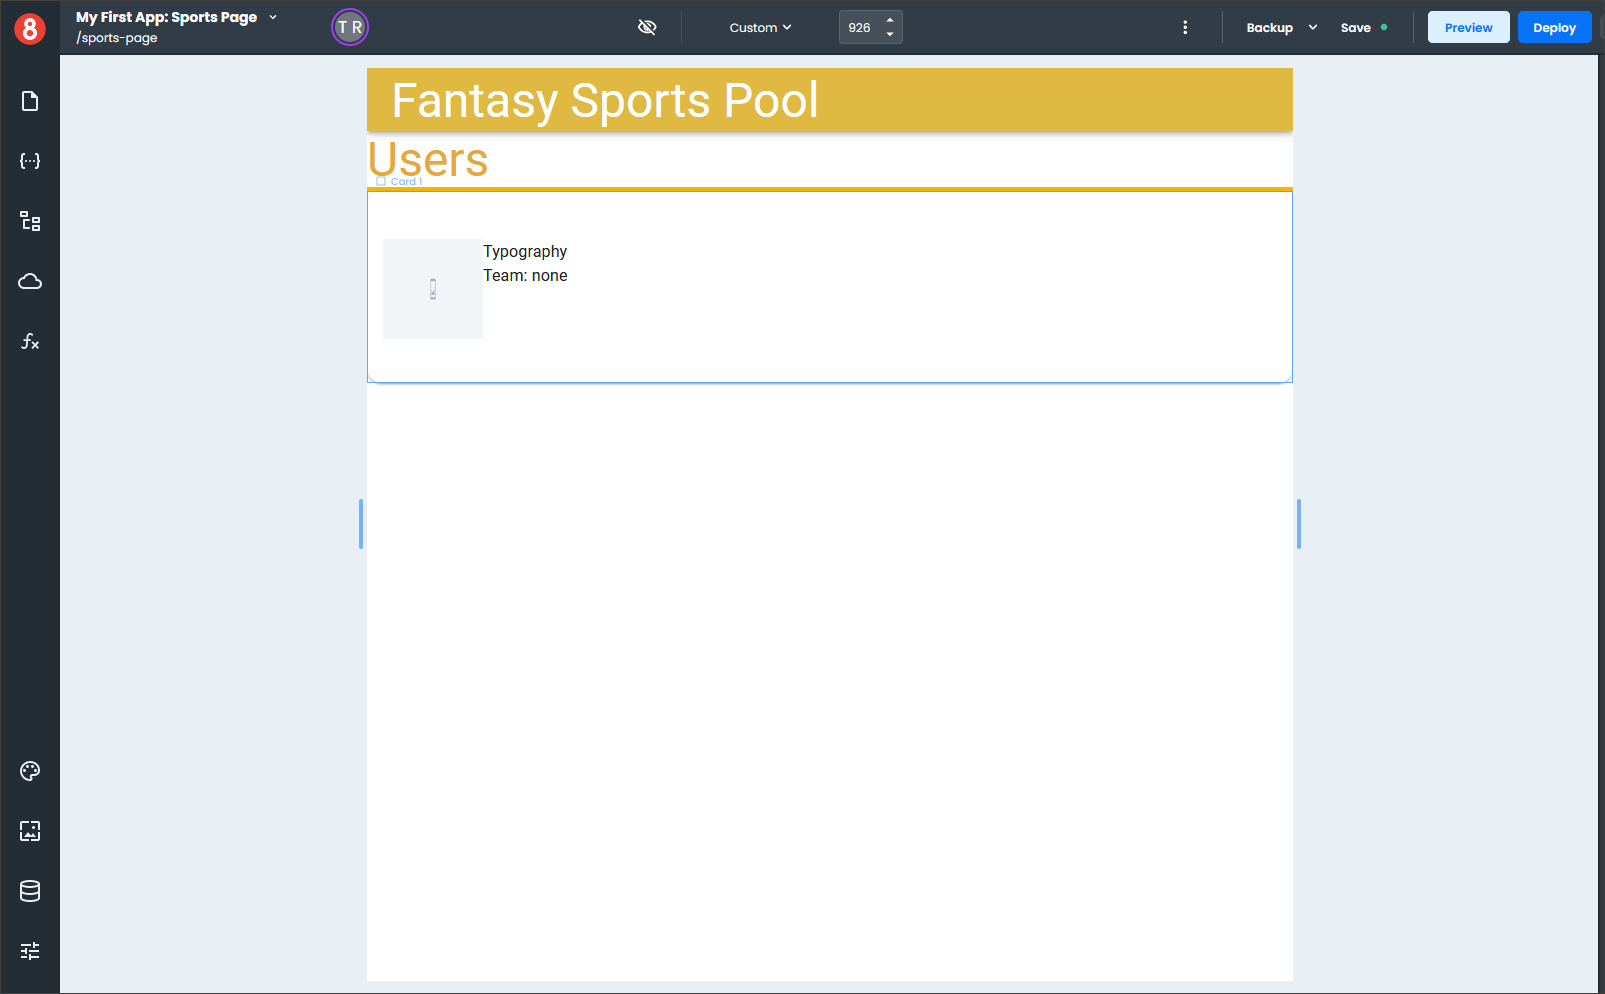 8
My First App: Sports Page
/sports-page
T R
Custom
926
Backup
Save
Preview
Deploy
{...}
fx
Fantasy Sports Pool
Users
Card 1
Typography
Team: none